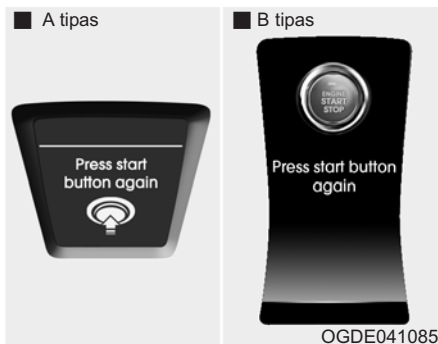 ■ A tipas
■ B tipas
Press start
button again
ENGINE
START
STOP
Press start button
again
OGDE041085